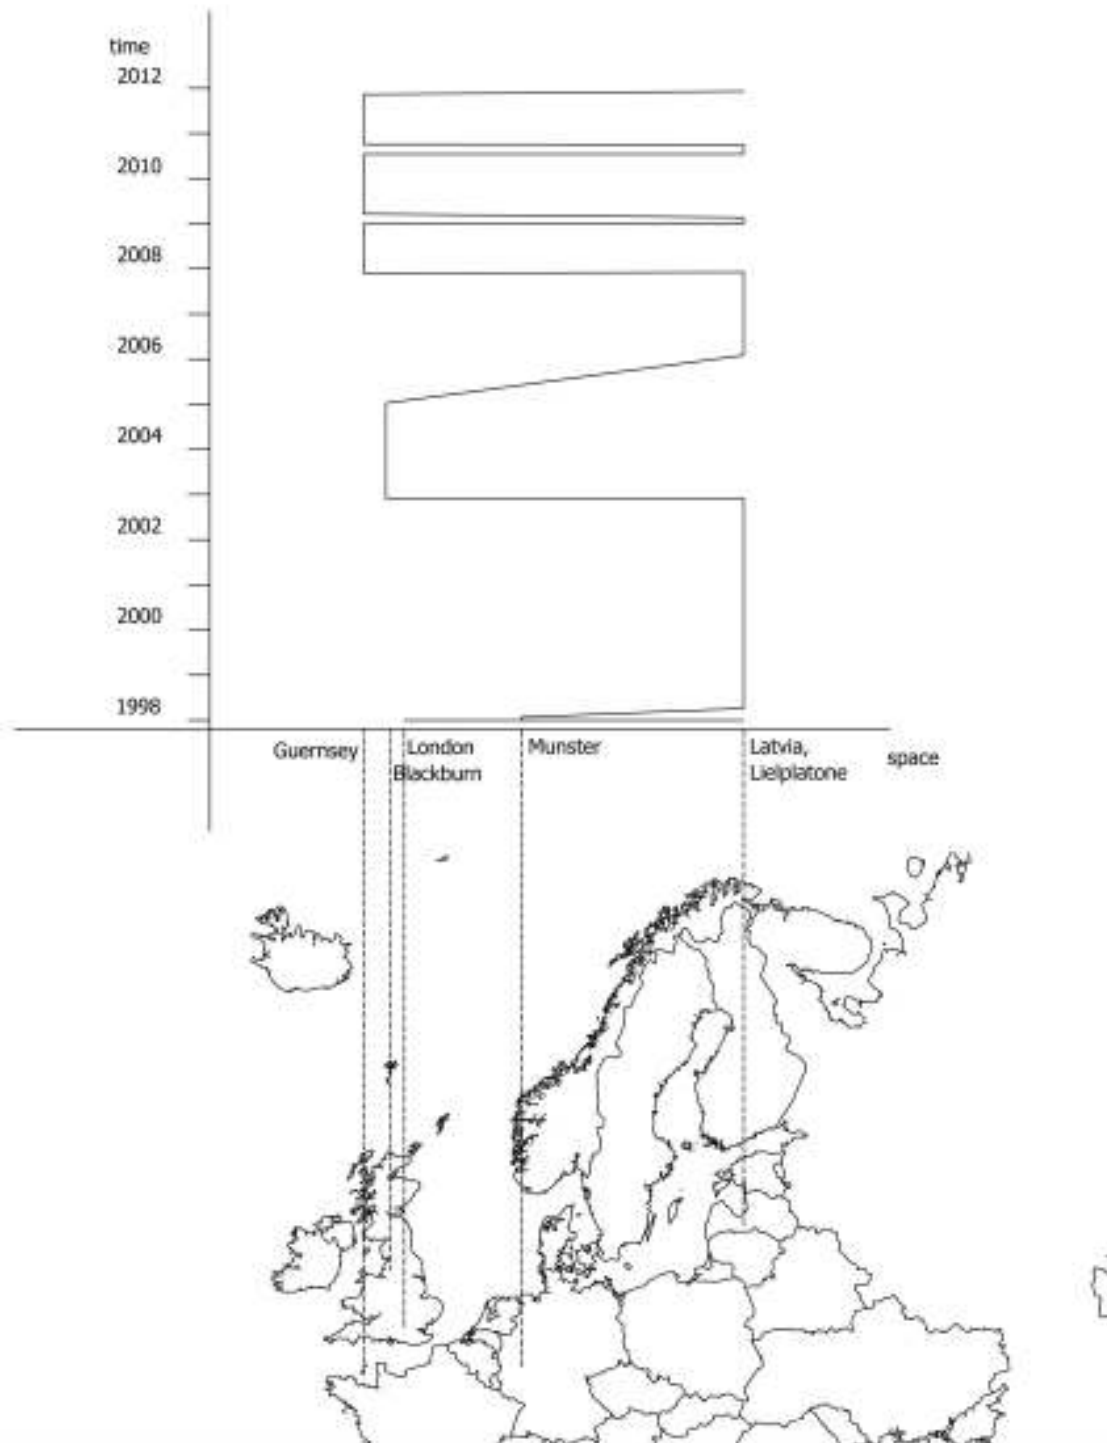 time
2012
2010
2008
2006
2004
2002
2000
1998
Guernsey
London
Blackburn
Munster
Latvia,
Lielplatone
space